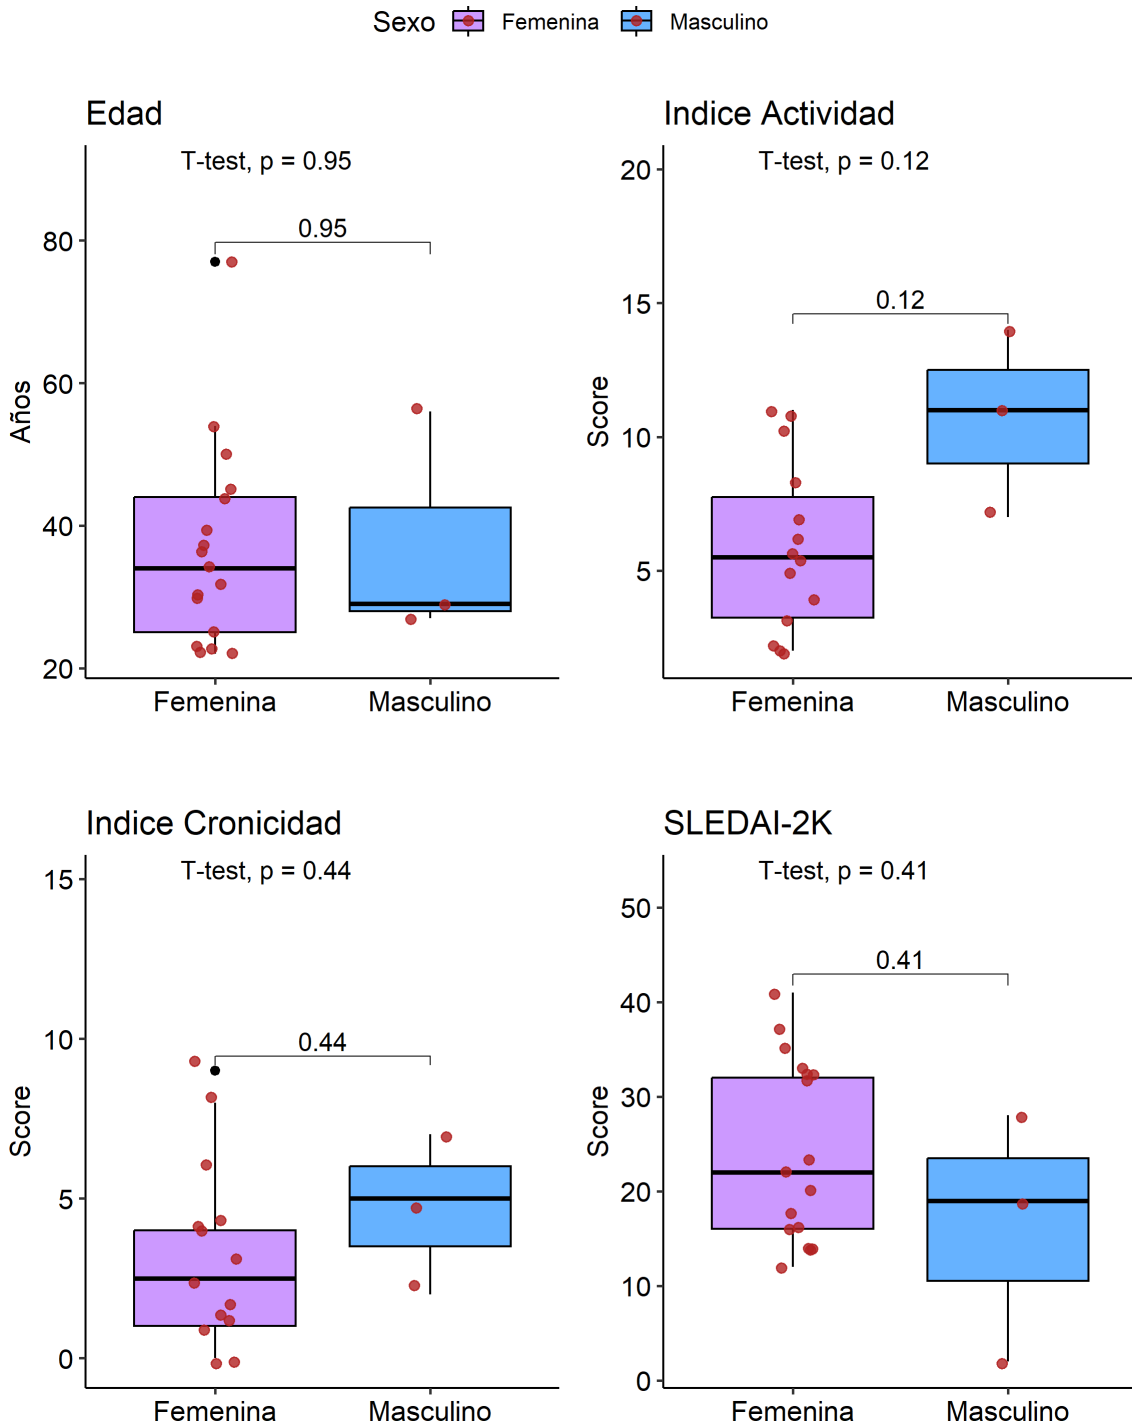 Sexo Femenina Masculino
Edad
T-test, p = 0.95
0.95
Años
80
60
40
20
Femenina Masculino
Indice Actividad
T-test, p = 0.12
0.12
Score
20
15
10
5
Femenina Masculino
Indice Cronicidad
T-test, p = 0.44
0.44
Score
15
10
5
0
Femenina Masculino
SLEDAI-2K
T-test, p = 0.41
0.41
Score
50
40
30
20
10
0
Femenina Masculino